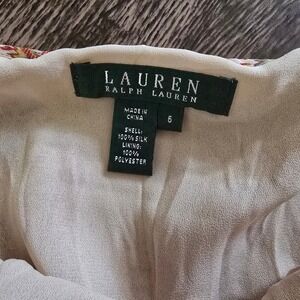 LAUREN
RALPH LAUREN
MADE IN
CHINA
6
SHELL:
100% SILK
LINING:
100%
POLYESTER